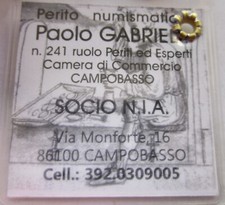 Perito numismatico
Paolo GABRIELE
n. 241 ruolo Periti ed Esperti
Camera di Commercio
CAMPOBASSO
SOCIO N.I.A.
Via Monforte, 16
86100 CAMPOBASSO
Cell.: 392.0309005